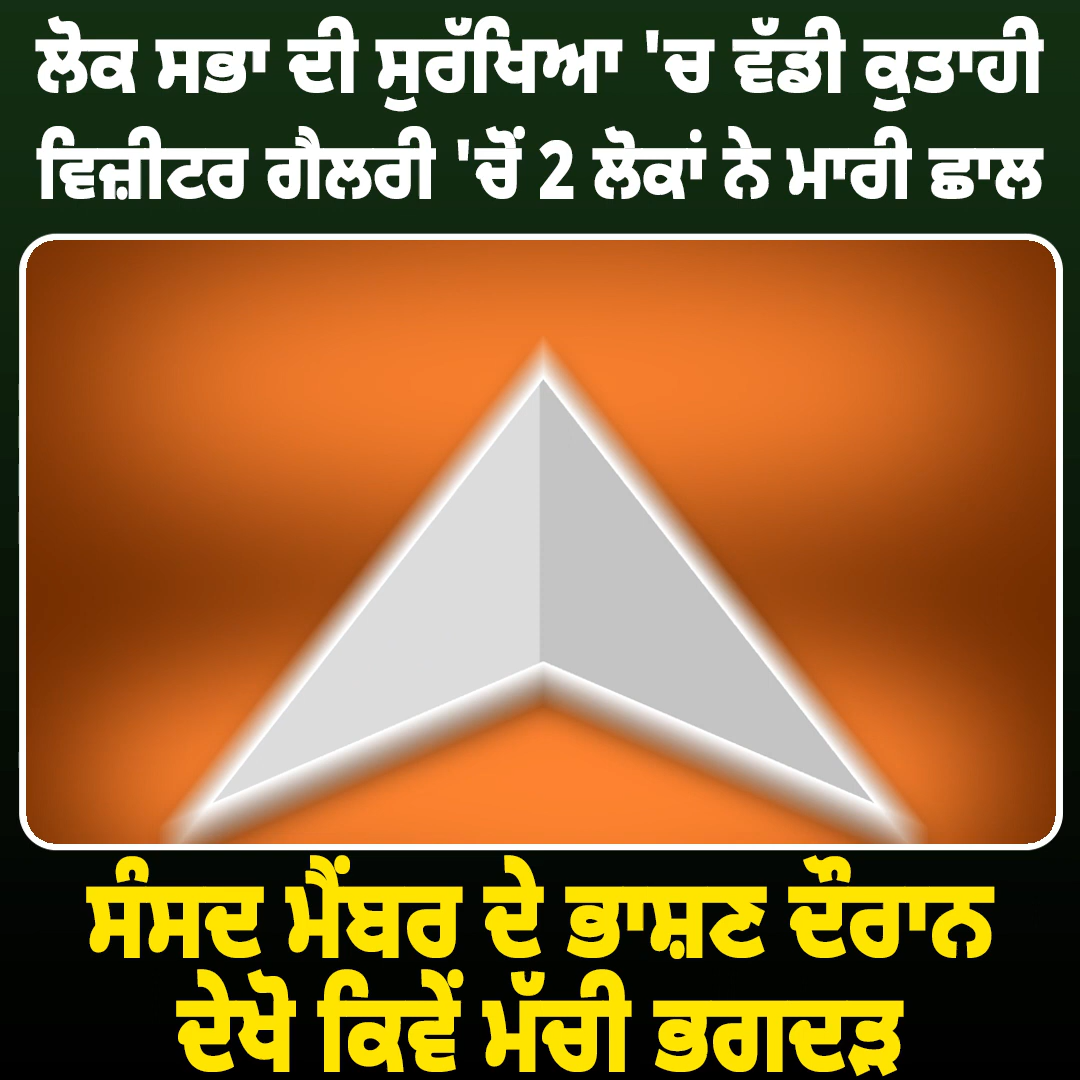 ਲੋਕ ਸਭਾ ਦੀ ਸੁਰੱਖਿਆ 'ਚ ਵੱਡੀ ਕੁਤਾਹੀ
ਵਿਜ਼ੀਟਰ ਗੈਲਰੀ 'ਚੋਂ 2 ਲੋਕਾਂ ਨੇ ਮਾਰੀ ਛਾਲ
ਸੰਸਦ ਮੈਂਬਰ ਦੇ ਭਾਸ਼ਣ ਦੌਰਾਨ
ਦੇਖੋ ਕਿਵੇਂ ਮੱਚੀ ਭਗਦੜ